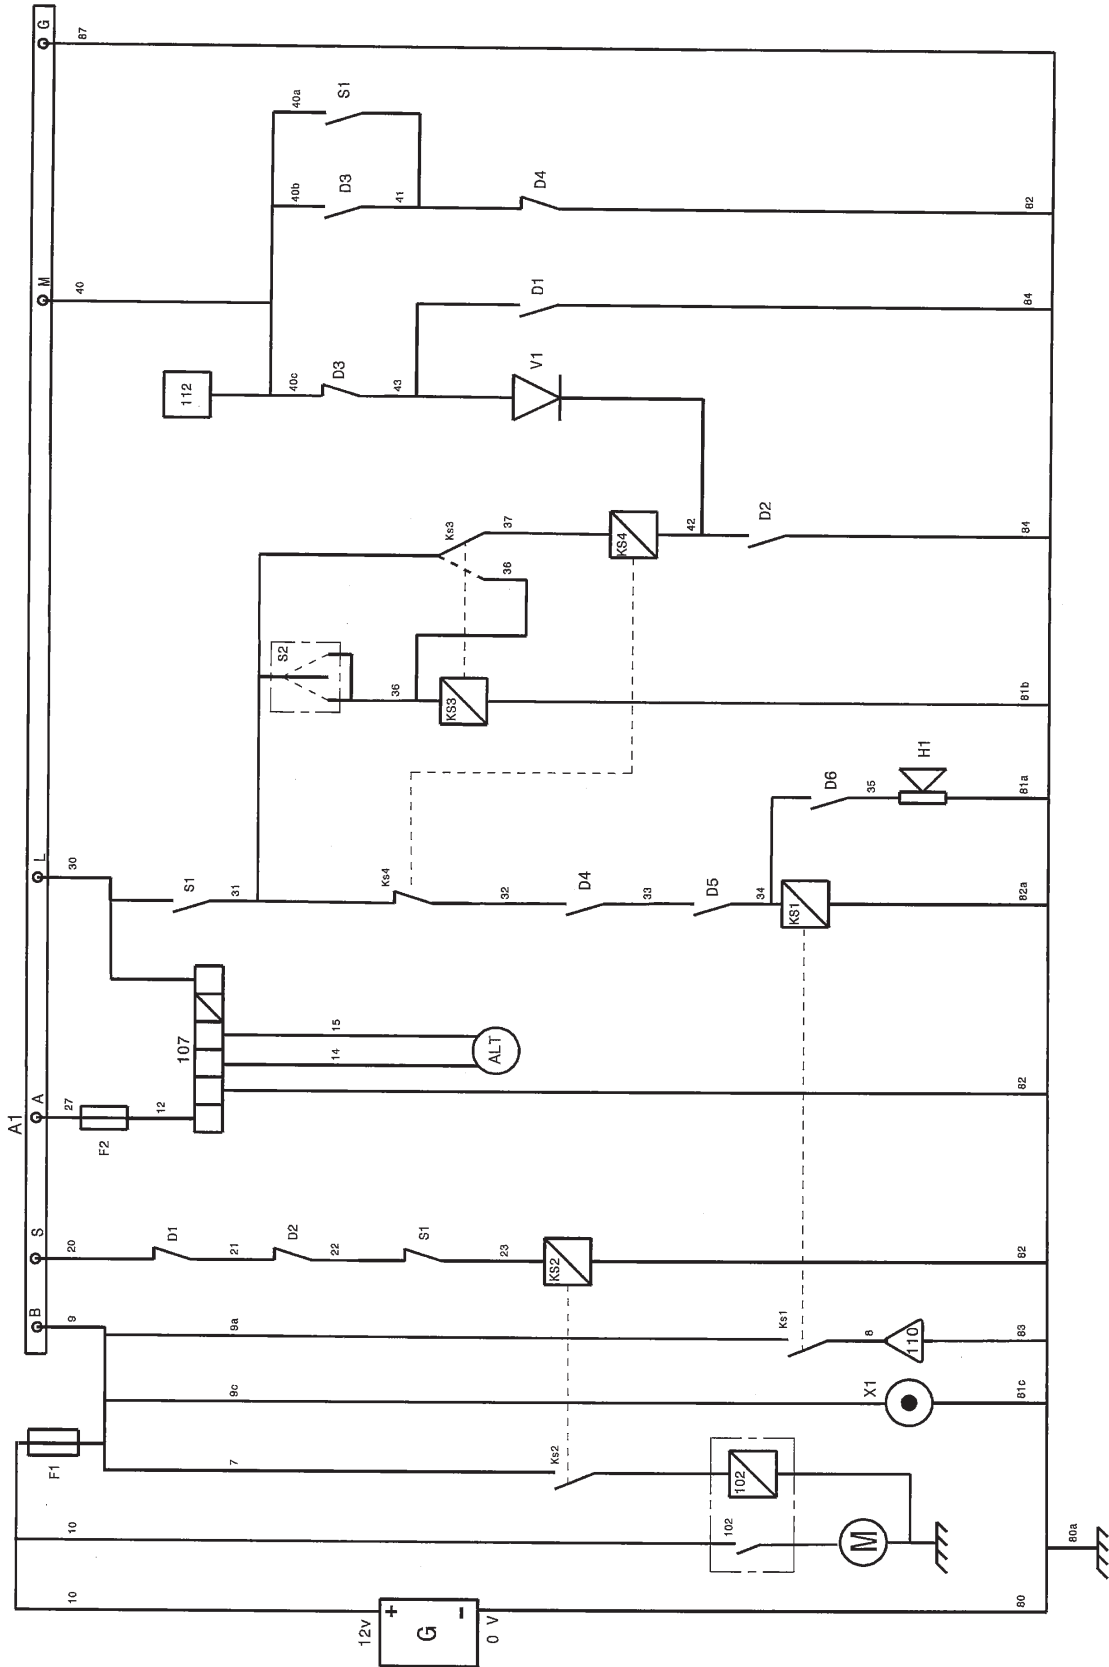 A1
B
S
A
L
M
G
9
20
27
30
40
87
F1
F2
12
107
10
10
7
9c
9a
D1
21
D2
22
S1
23
KS2
82
14
15
ALT
82
S1
31
Ks4
32
D4
33
D5
34
KS1
82a
D6
35
H1
81a
S2
36
KS3
81b
Ks3
36
37
KS4
42
D2
84
112
40c
D3
43
V1
D1
84
40b
D3
41
40a
S1
D4
82
Ks2
102
102
M
X1
81c
Ks1
8
110
83
12v
+
G
-
0 V
80
80a